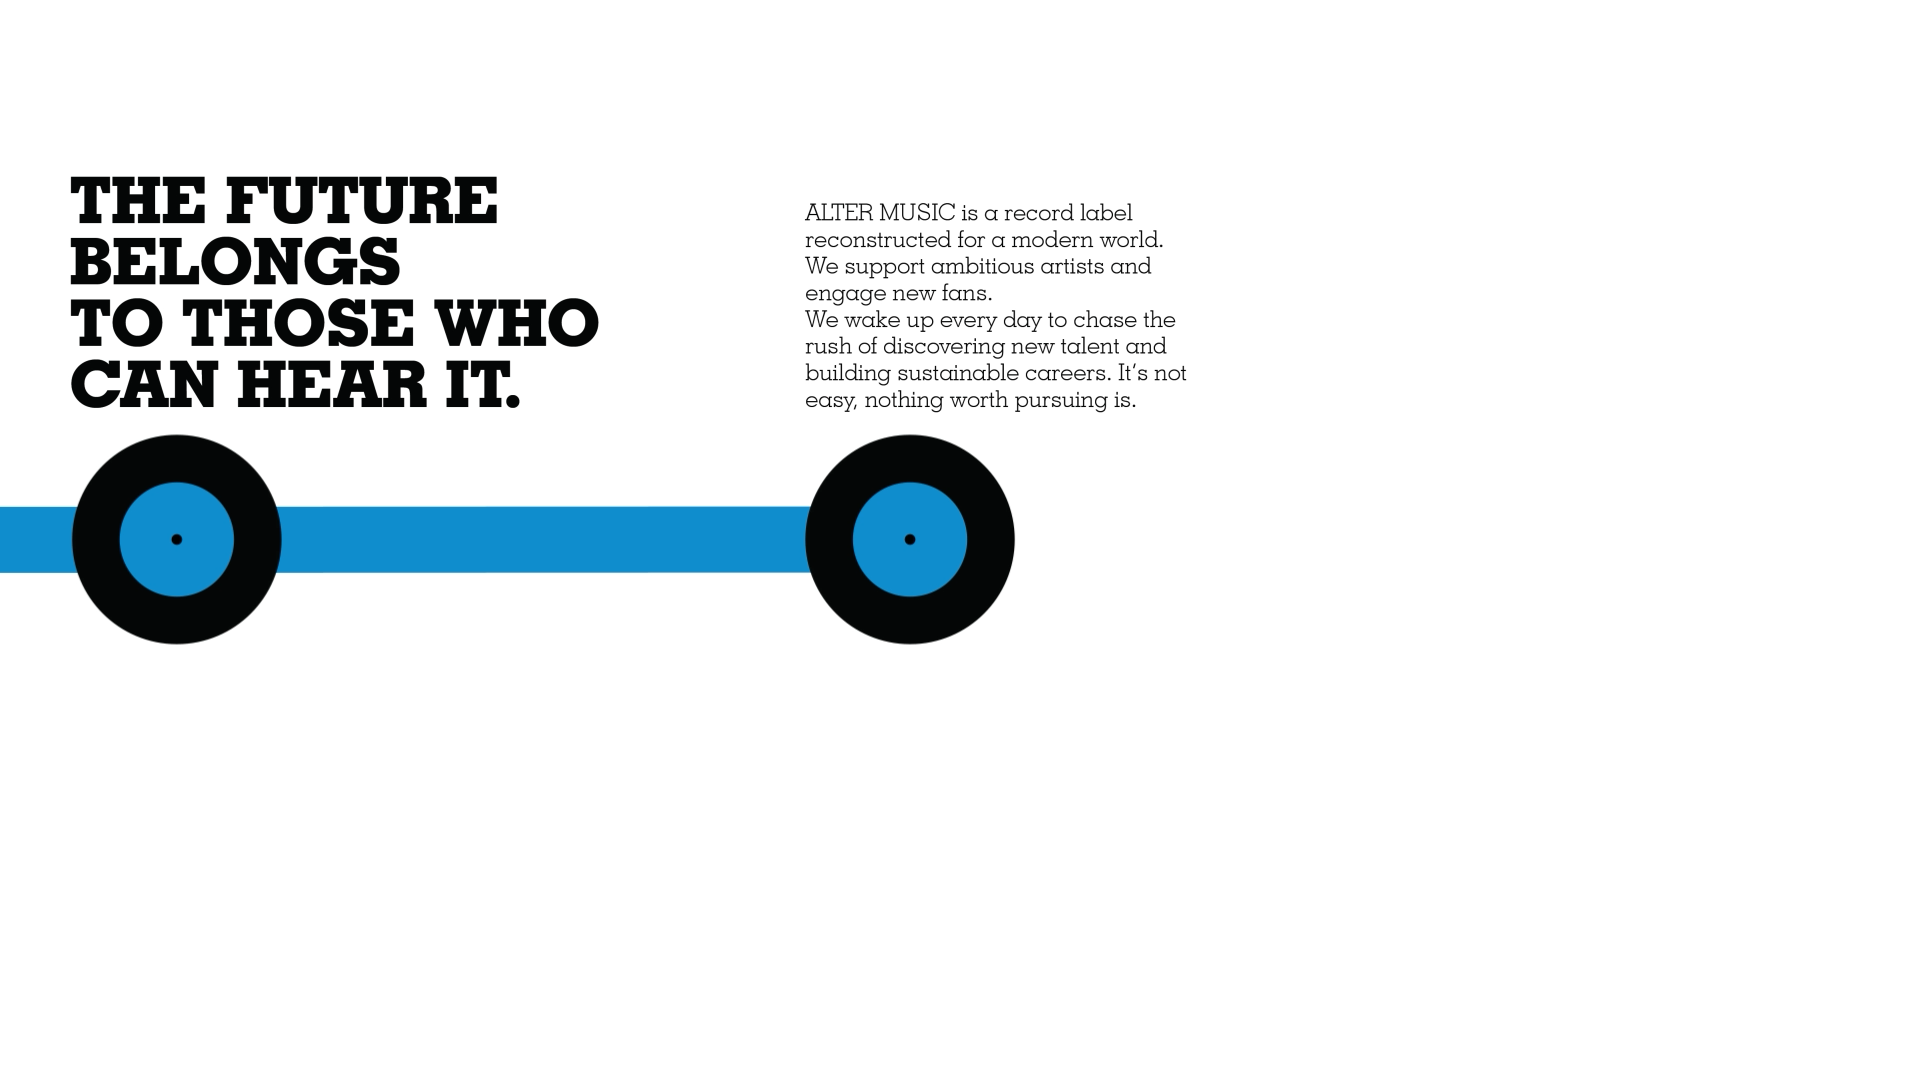 THE FUTURE
BELONGS
TO THOSE WHO
CAN HEAR IT.
ALTER MUSIC is a record label
reconstructed for a modern world.
We support ambitious artists and
engage new fans.
We wake up every day to chase the
rush of discovering new talent and
building sustainable careers. It’s not
easy, nothing worth pursuing is.